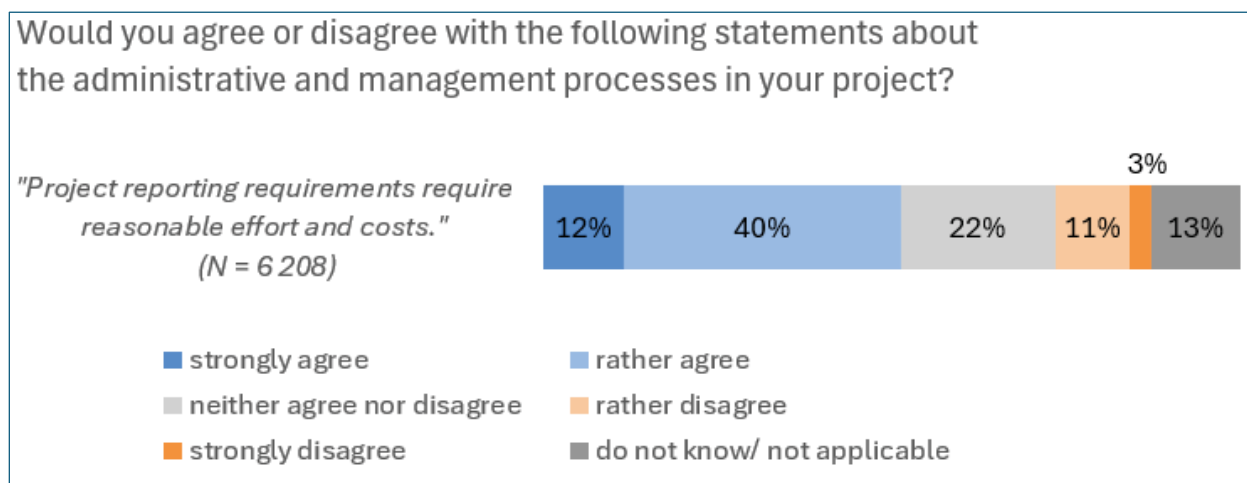 Would you agree or disagree with the following statements about
the administrative and management processes in your project?
3%
"Project reporting requirements require
reasonable effort and costs."
(N = 6 208)
12% 40% 22% 11% 13%
strongly agree rather agree
neither agree nor disagree rather disagree
strongly disagree do not know/ not applicable